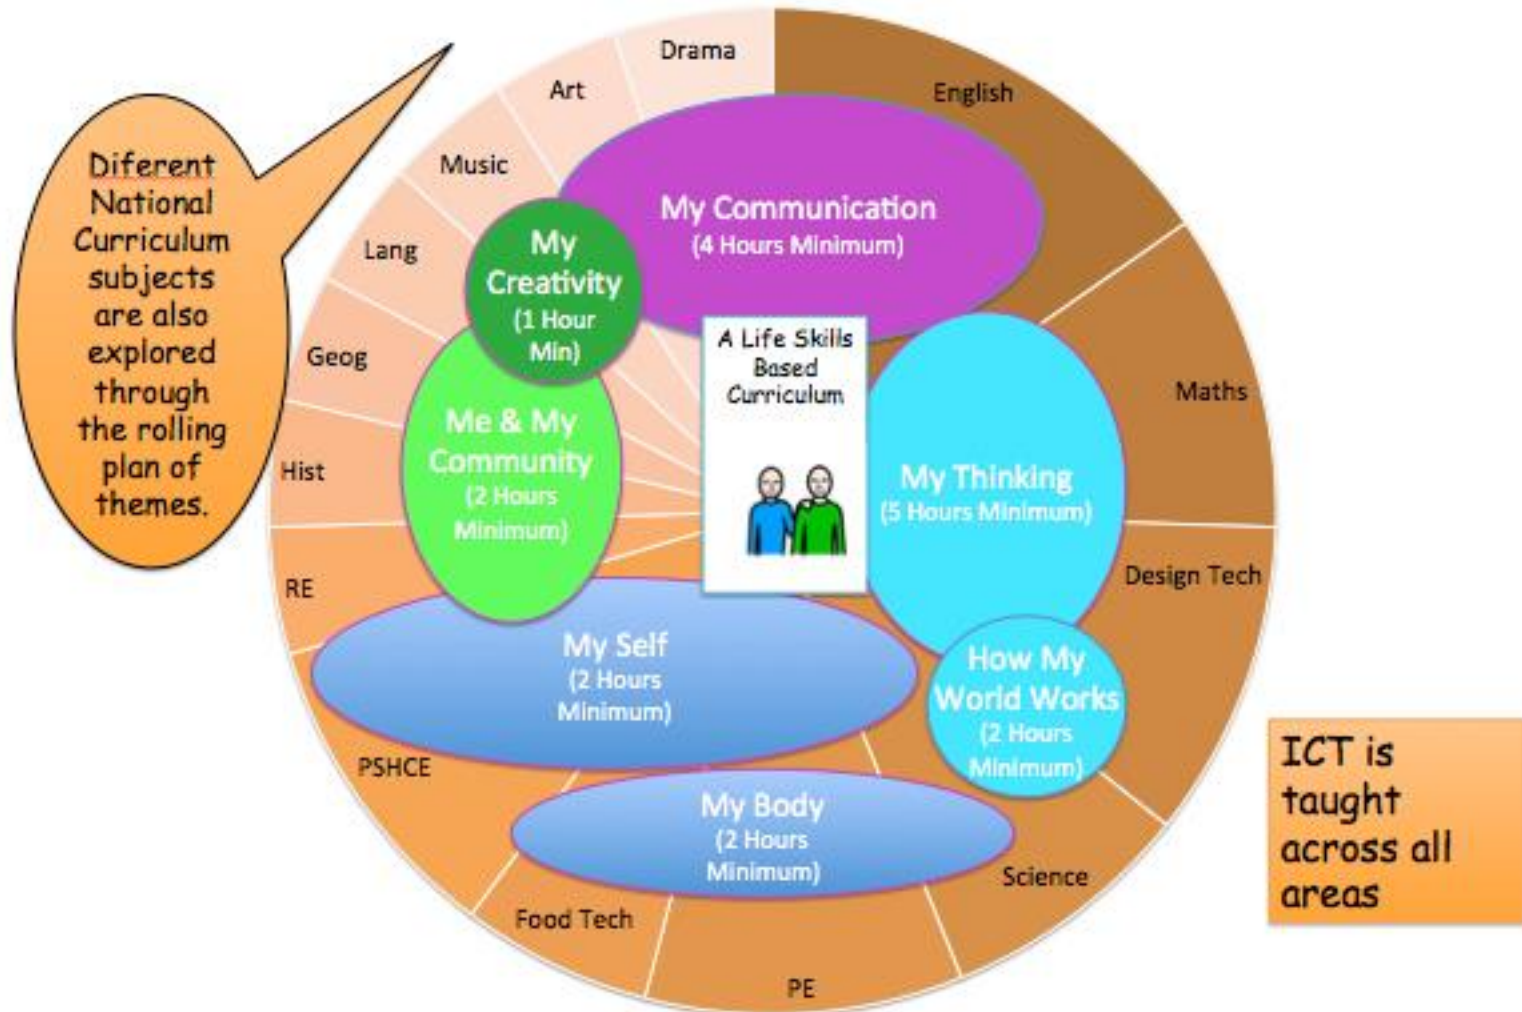 Diferent
National
Curriculum
subjects
are also
explored
through
the rolling
plan of
themes.
Drama
Art
Music
Lang
Geog
Hist
RE
PSHCE
Food Tech
PE
Science
Design Tech
Maths
English
My Communication
(4 Hours Minimum)
My
Creativity
(1 Hour
Min)
Me & My
Community
(2 Hours
Minimum)
A Life Skills
Based
Curriculum
My Thinking
(5 Hours Minimum)
My Self
(2 Hours
Minimum)
How My
World Works
(2 Hours
Minimum)
My Body
(2 Hours
Minimum)
ICT is
taught
across all
areas